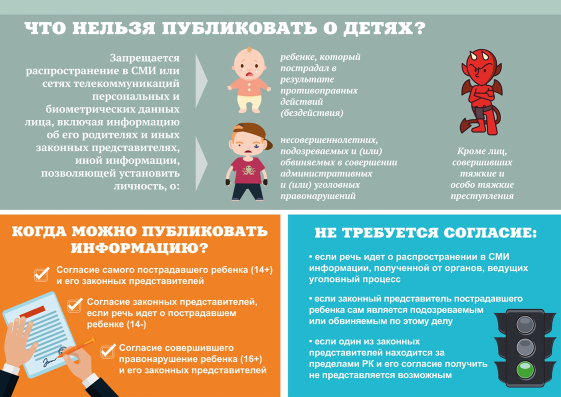 ЧТО НЕЛЬЗЯ ПУБЛИКОВАТЬ О ДЕТЯХ?
Запрещается
распространение в СМИ или
сетях телекоммуникаций
персональных и
биометрических данных
лица, включая информацию
об его родителях и иных
законных представителях,
иной информации,
позволяющей установить
личность, о:
ребенке, который
пострадал в
результате
противоправных
действий
(бездействия)
несовершеннолетних,
подозреваемых и (или)
обвиняемых в совершении
административных
и (или) уголовных
правонарушений
Кроме лиц,
совершивших
тяжкие и
особо тяжкие
преступления
КОГДА МОЖНО ПУБЛИКОВАТЬ
ИНФОРМАЦИЮ?
Согласие самого пострадавшего ребенка (14+)
и его законных представителей
Согласие законных представителей,
если речь идет о пострадавшем
ребенке (14-)
Согласие совершившего
правонарушение ребенка (16+)
и его законных представителей
НЕ ТРЕБУЕТСЯ СОГЛАСИЕ:
• если речь идет о распространении в СМИ
информации, полученной от органов, ведущих
уголовный процесс
• если законный представитель пострадавшего
ребенка сам является подозреваемым
или обвиняемым по этому делу
• если один из законных
представителей находится за
пределами РК и его согласие получить
не представляется возможным